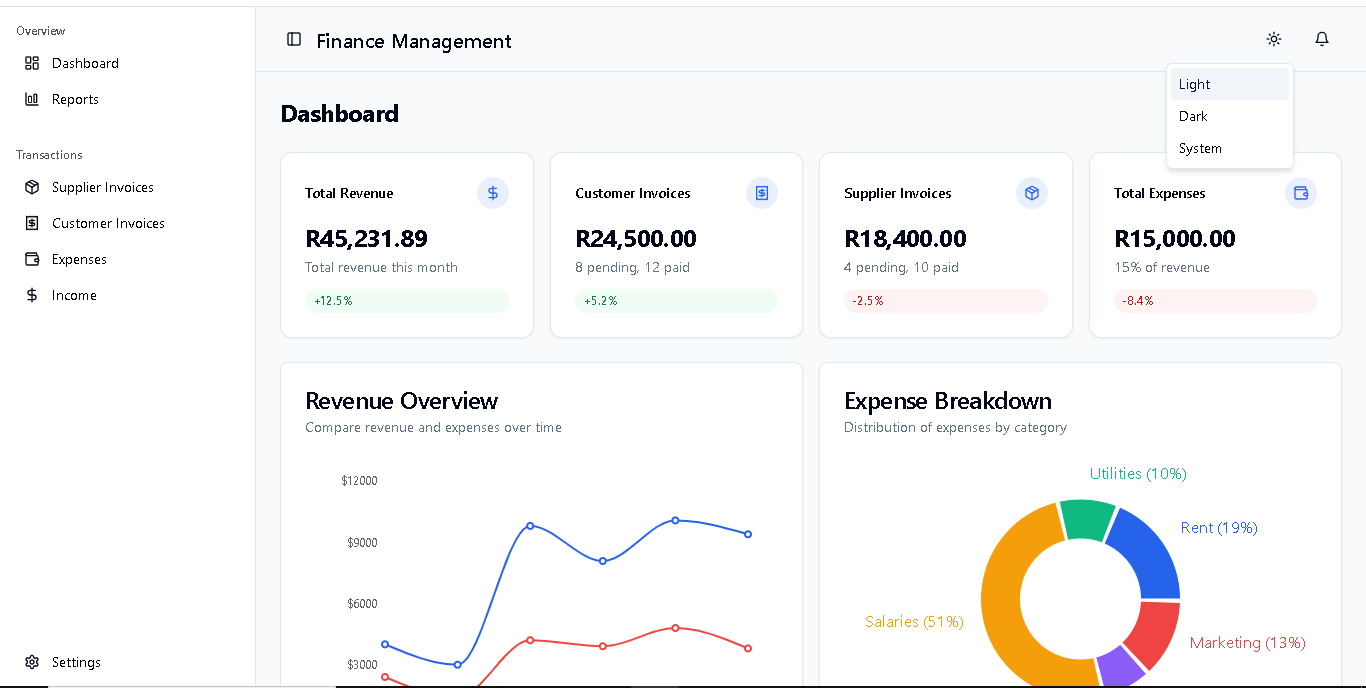 Overview
Dashboard
Reports
Transactions
Supplier Invoices
Customer Invoices
Expenses
Income
Settings
Finance Management
Light
Dark
System
Dashboard
Total Revenue
R45,231.89
Total revenue this month
+12.5%
Customer Invoices
R24,500.00
8 pending, 12 paid
+5.2%
Supplier Invoices
R18,400.00
4 pending, 10 paid
-2.5%
Total Expenses
R15,000.00
15% of revenue
-8.4%
Revenue Overview
Compare revenue and expenses over time
$12000
$9000
$6000
$3000
Expense Breakdown
Distribution of expenses by category
Utilities (10%)
Rent (19%)
Salaries (51%)
Marketing (13%)